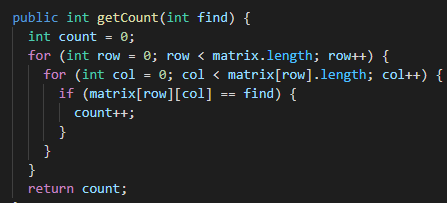 public int getCount(int find) {
int count = 0;
for (int row = 0; row < matrix.length; row++) {
for (int col = 0; col < matrix[row].length; col++) {
if (matrix[row][col] == find) {
count++;
}
}
}
return count;